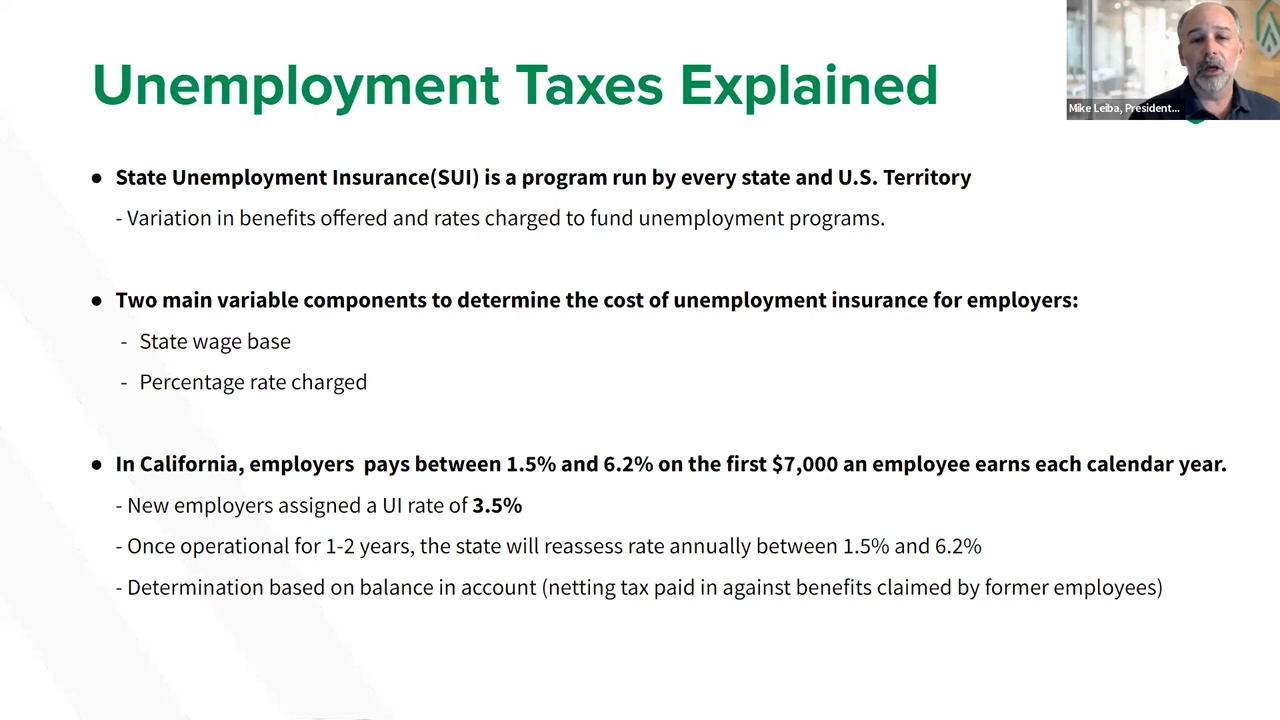 Unemployment Taxes Explained
Mike Leiba, President...
● State Unemployment Insurance(SUI) is a program run by every state and U.S. Territory
- Variation in benefits offered and rates charged to fund unemployment programs.
● Two main variable components to determine the cost of unemployment insurance for employers:
- State wage base
- Percentage rate charged
● In California, employers pays between 1.5% and 6.2% on the first $7,000 an employee earns each calendar year.
- New employers assigned a UI rate of 3.5%
- Once operational for 1-2 years, the state will reassess rate annually between 1.5% and 6.2%
- Determination based on balance in account (netting tax paid in against benefits claimed by former employees)